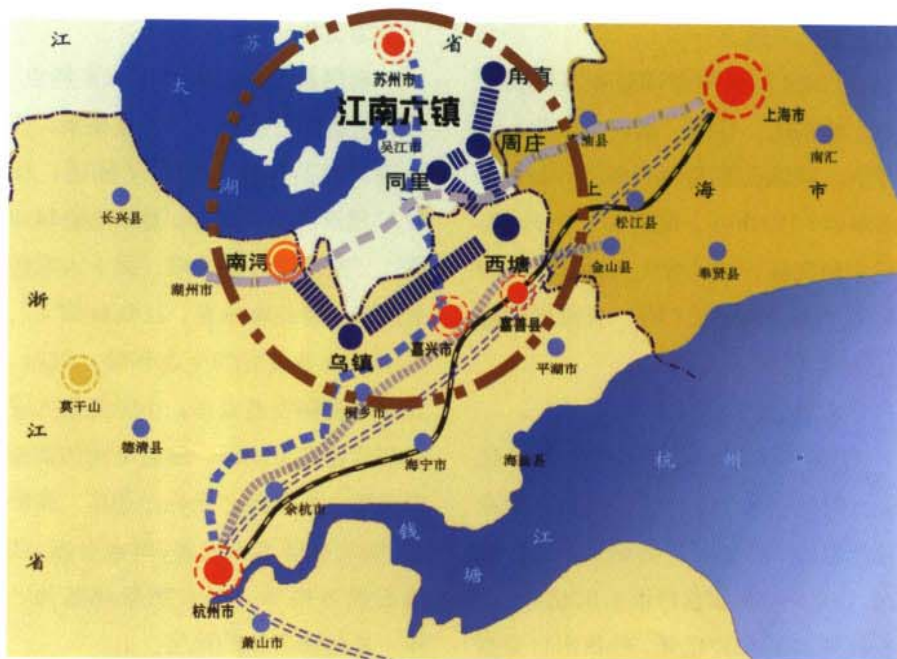 江 苏 省
太 湖
苏州市
江南六镇
吴江市
甪直
周庄
同里
上海市
南汇
上 海 市
松江县
金山县
奉贤县
长兴县
南浔
湖州市
西塘
嘉善县
嘉兴市
平湖市
乌镇
桐乡市
浙 江 省
莫干山
德清县
海宁市
海盐县
杭 州
余杭市
钱 塘 江
杭州市
萧山市